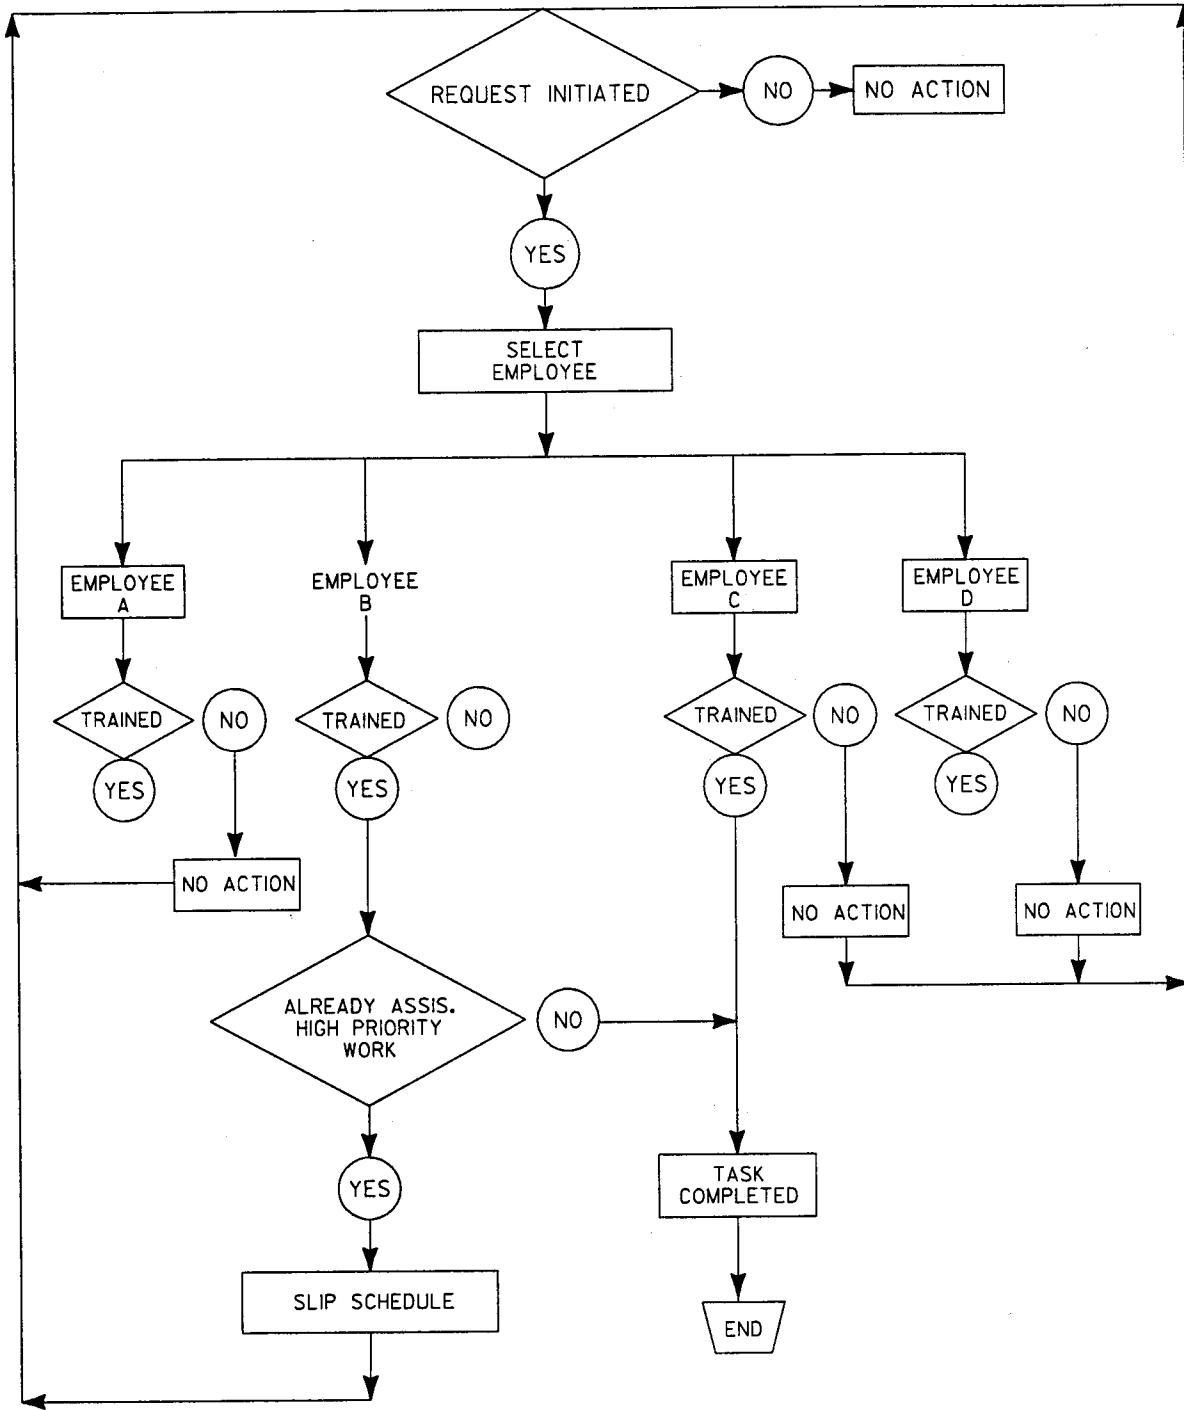 REQUEST INITIATED
NO
NO ACTION
YES
SELECT
EMPLOYEE
EMPLOYEE
A
EMPLOYEE
B
EMPLOYEE
C
EMPLOYEE
D
TRAINED
NO
TRAINED
NO
TRAINED
NO
TRAINED
NO
YES
YES
YES
YES
NO ACTION
NO ACTION
NO ACTION
ALREADY ASSIS.
HIGH PRIORITY
WORK
NO
YES
TASK
COMPLETED
SLIP SCHEDULE
END